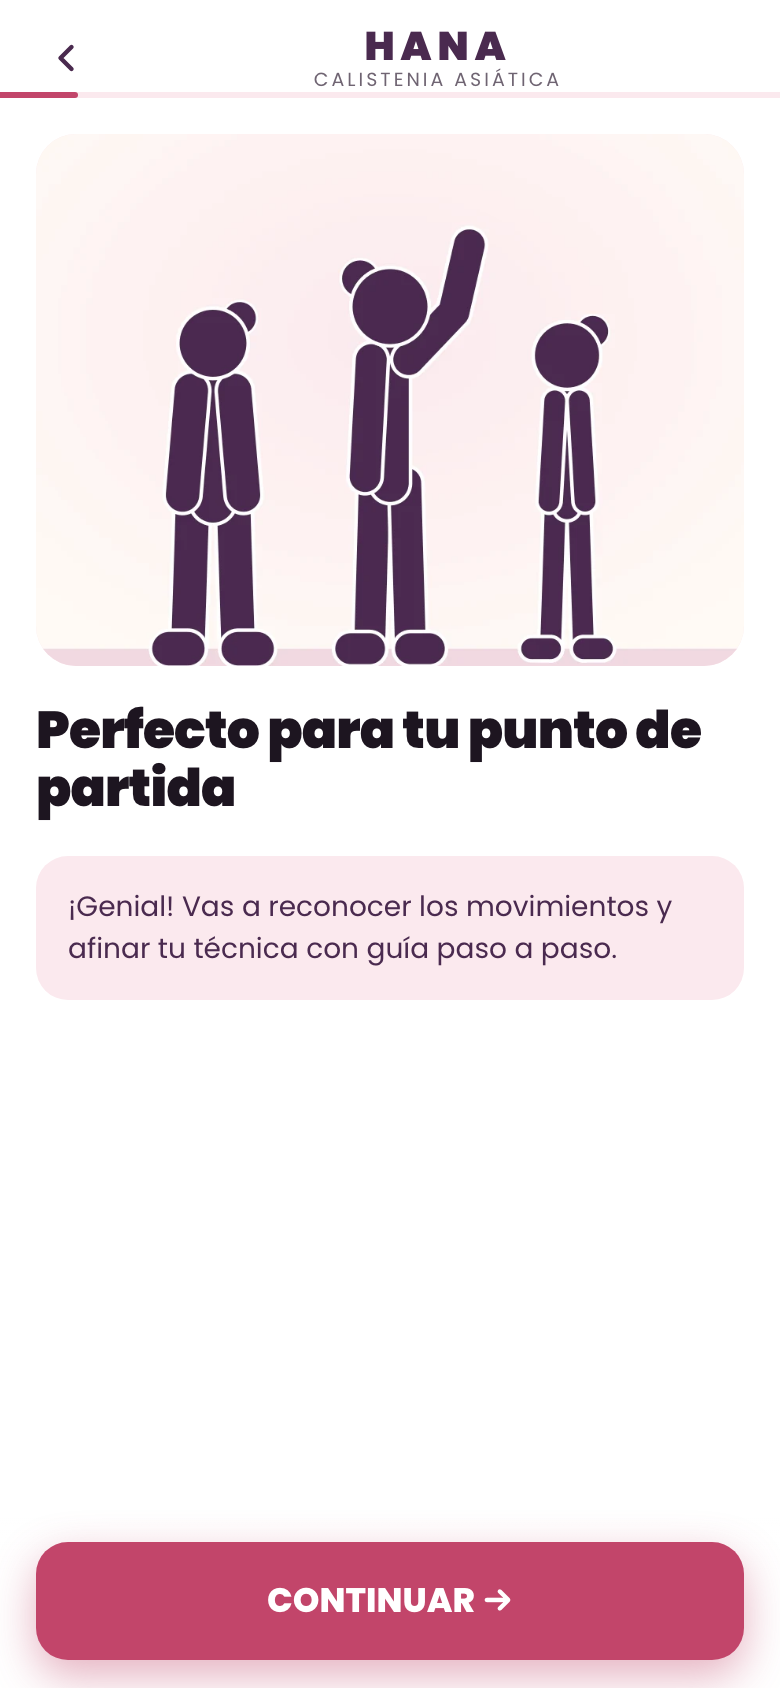 HANA
CALISTENIA ASIÁTICA
Perfecto para tu punto de
partida
¡Genial! Vas a reconocer los movimientos y
afinar tu técnica con guía paso a paso.
CONTINUAR →